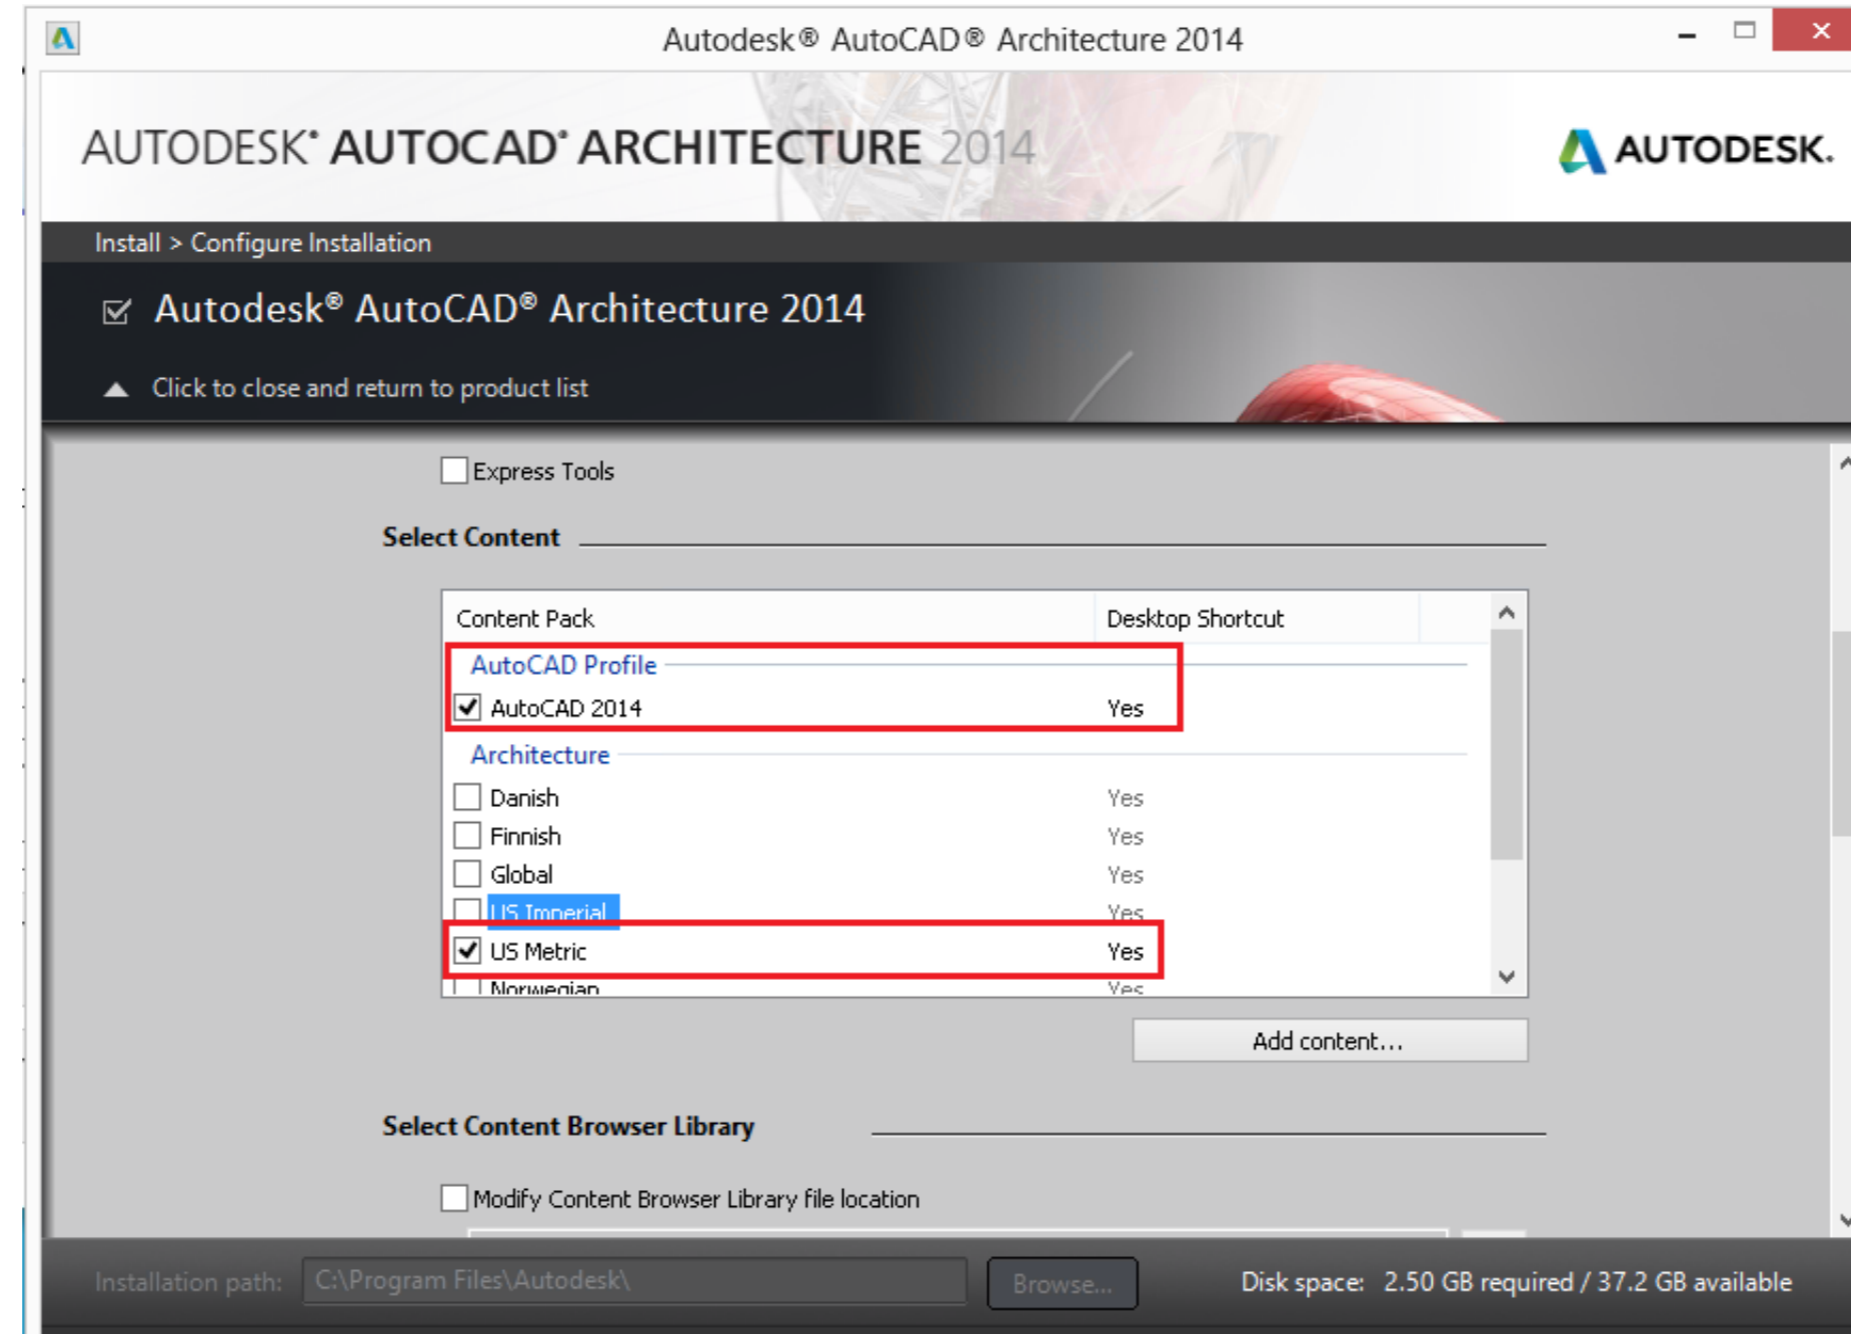 Autodesk® AutoCAD® Architecture 2014
AUTODESK® AUTOCAD® ARCHITECTURE 2014
AUTODESK.
Install > Configure Installation
Autodesk® AutoCAD® Architecture 2014
Click to close and return to product list
Express Tools
Select Content
Content Pack Desktop Shortcut
AutoCAD Profile
AutoCAD 2014 Yes
Architecture
Danish Yes
Finnish Yes
Global Yes
US Imperial Yes
US Metric Yes
Norwegian Yes
Add content...
Select Content Browser Library
Modify Content Browser Library file location
Installation path: C:\Program Files\Autodesk\ Browse... Disk space: 2.50 GB required / 37.2 GB available